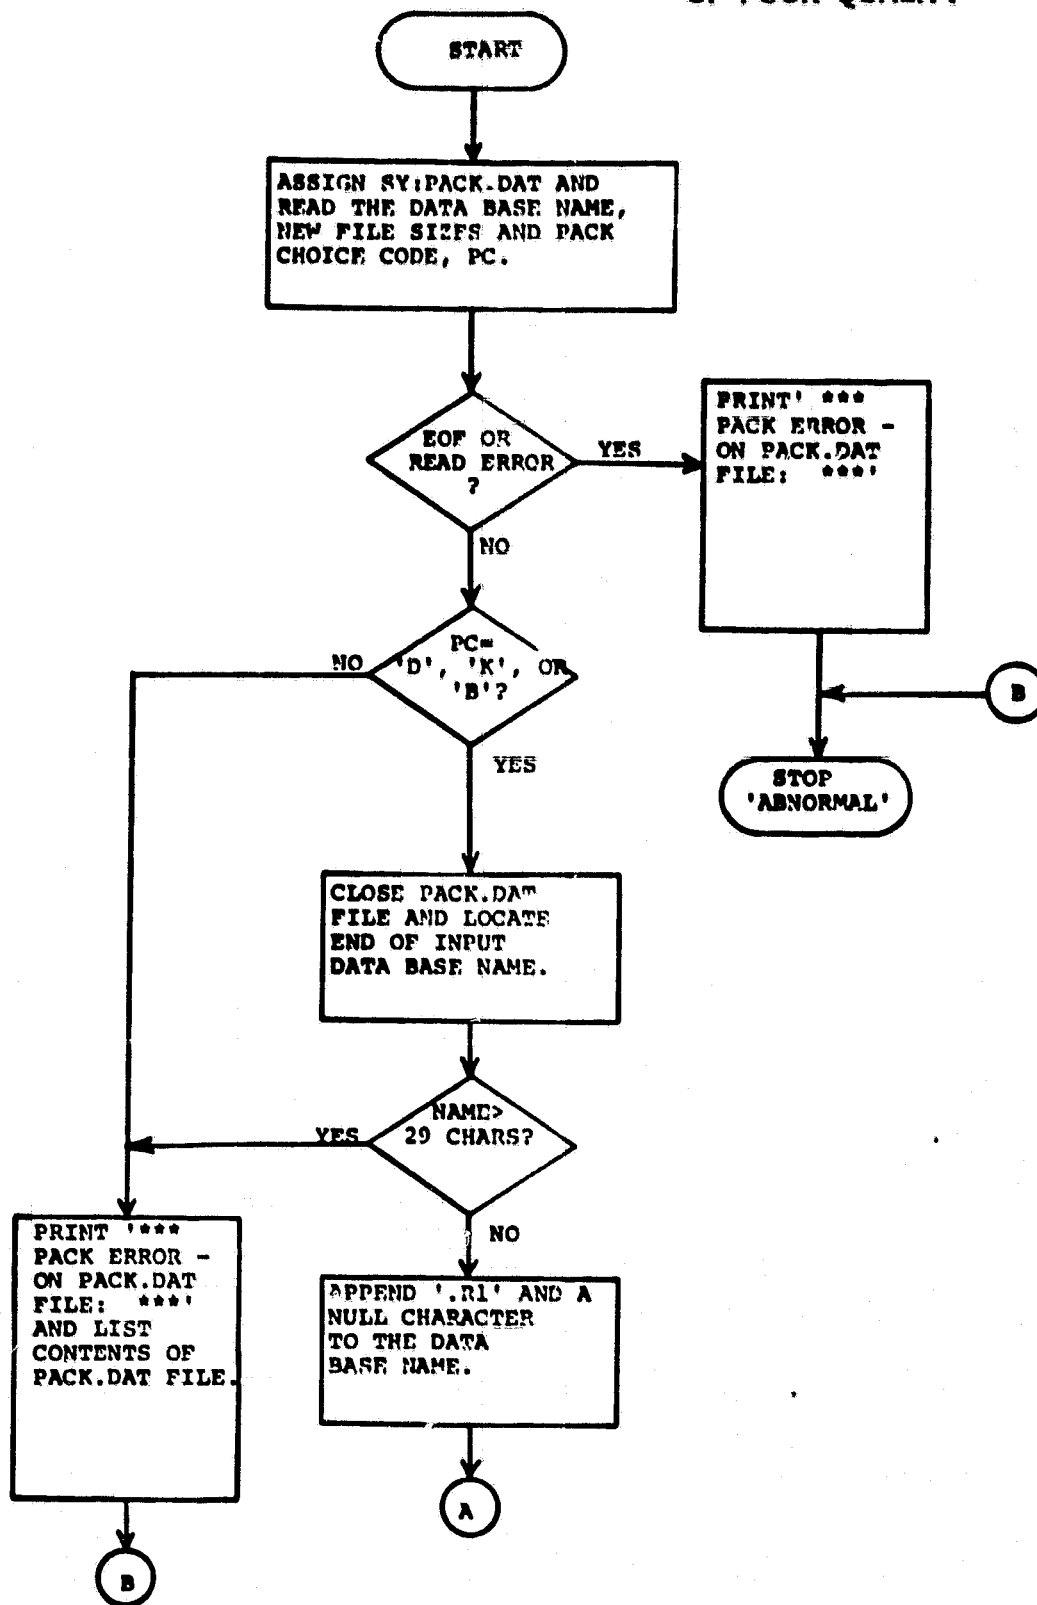 START
ASSIGN SY:PACK.DAT AND
READ THE DATA BASE NAME,
NEW FILE SIZES AND PACK
CHOICE CODE, PC.
EOF OR
READ ERROR
?
YES
NO
PRINT' ***
PACK ERROR -
ON PACK.DAT
FILE: ***'
PC=
'D', 'K', OR
'B'?
NO
YES
B
STOP
'ABNORMAL'
CLOSE PACK.DAT
FILE AND LOCATE
END OF INPUT
DATA BASE NAME.
NAME>
29 CHARS?
YES
NO
PRINT '***
PACK ERROR -
ON PACK.DAT
FILE: ***'
AND LIST
CONTENTS OF
PACK.DAT FILE.
APPEND '.R1' AND A
NULL CHARACTER
TO THE DATA
BASE NAME.
A
B